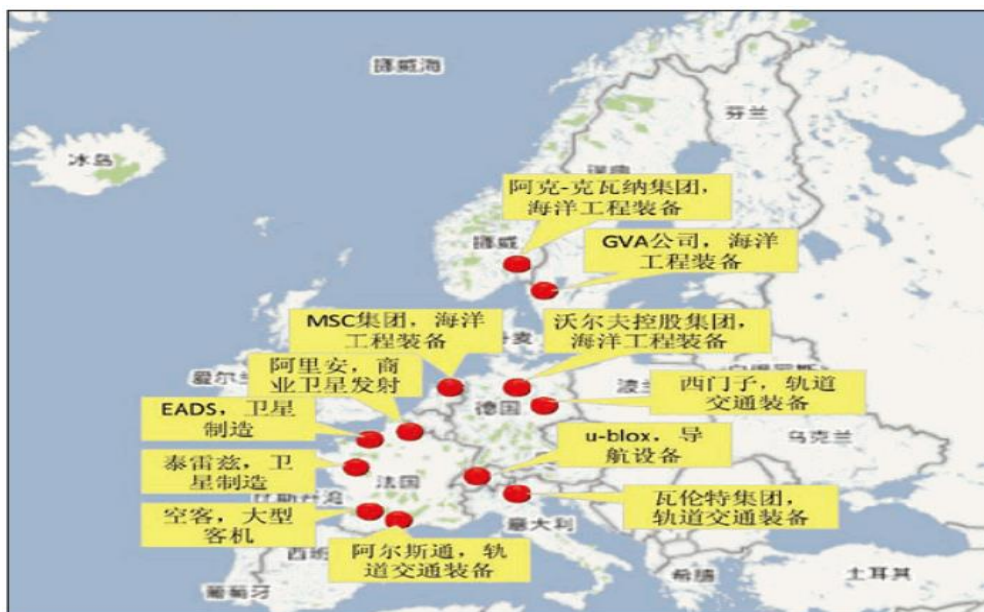 挪威海
芬兰
冰岛
瑞典
阿克-克瓦纳集团，
海洋工程装备
挪威
GVA公司，海洋
工程装备
MSC集团，海洋
工程装备
沃尔夫控股集团，
海洋工程装备
阿里安，商
业卫星发射
西门子，轨道
交通装备
德国
EADS，卫星
制造
乌克兰
u-blox，导
航设备
泰雷兹，卫
星制造
法国
瓦伦特集团，
轨道交通装备
空客，大型
客机
意大利
阿尔斯通，轨
道交通装备
希腊
土耳其
葡萄牙